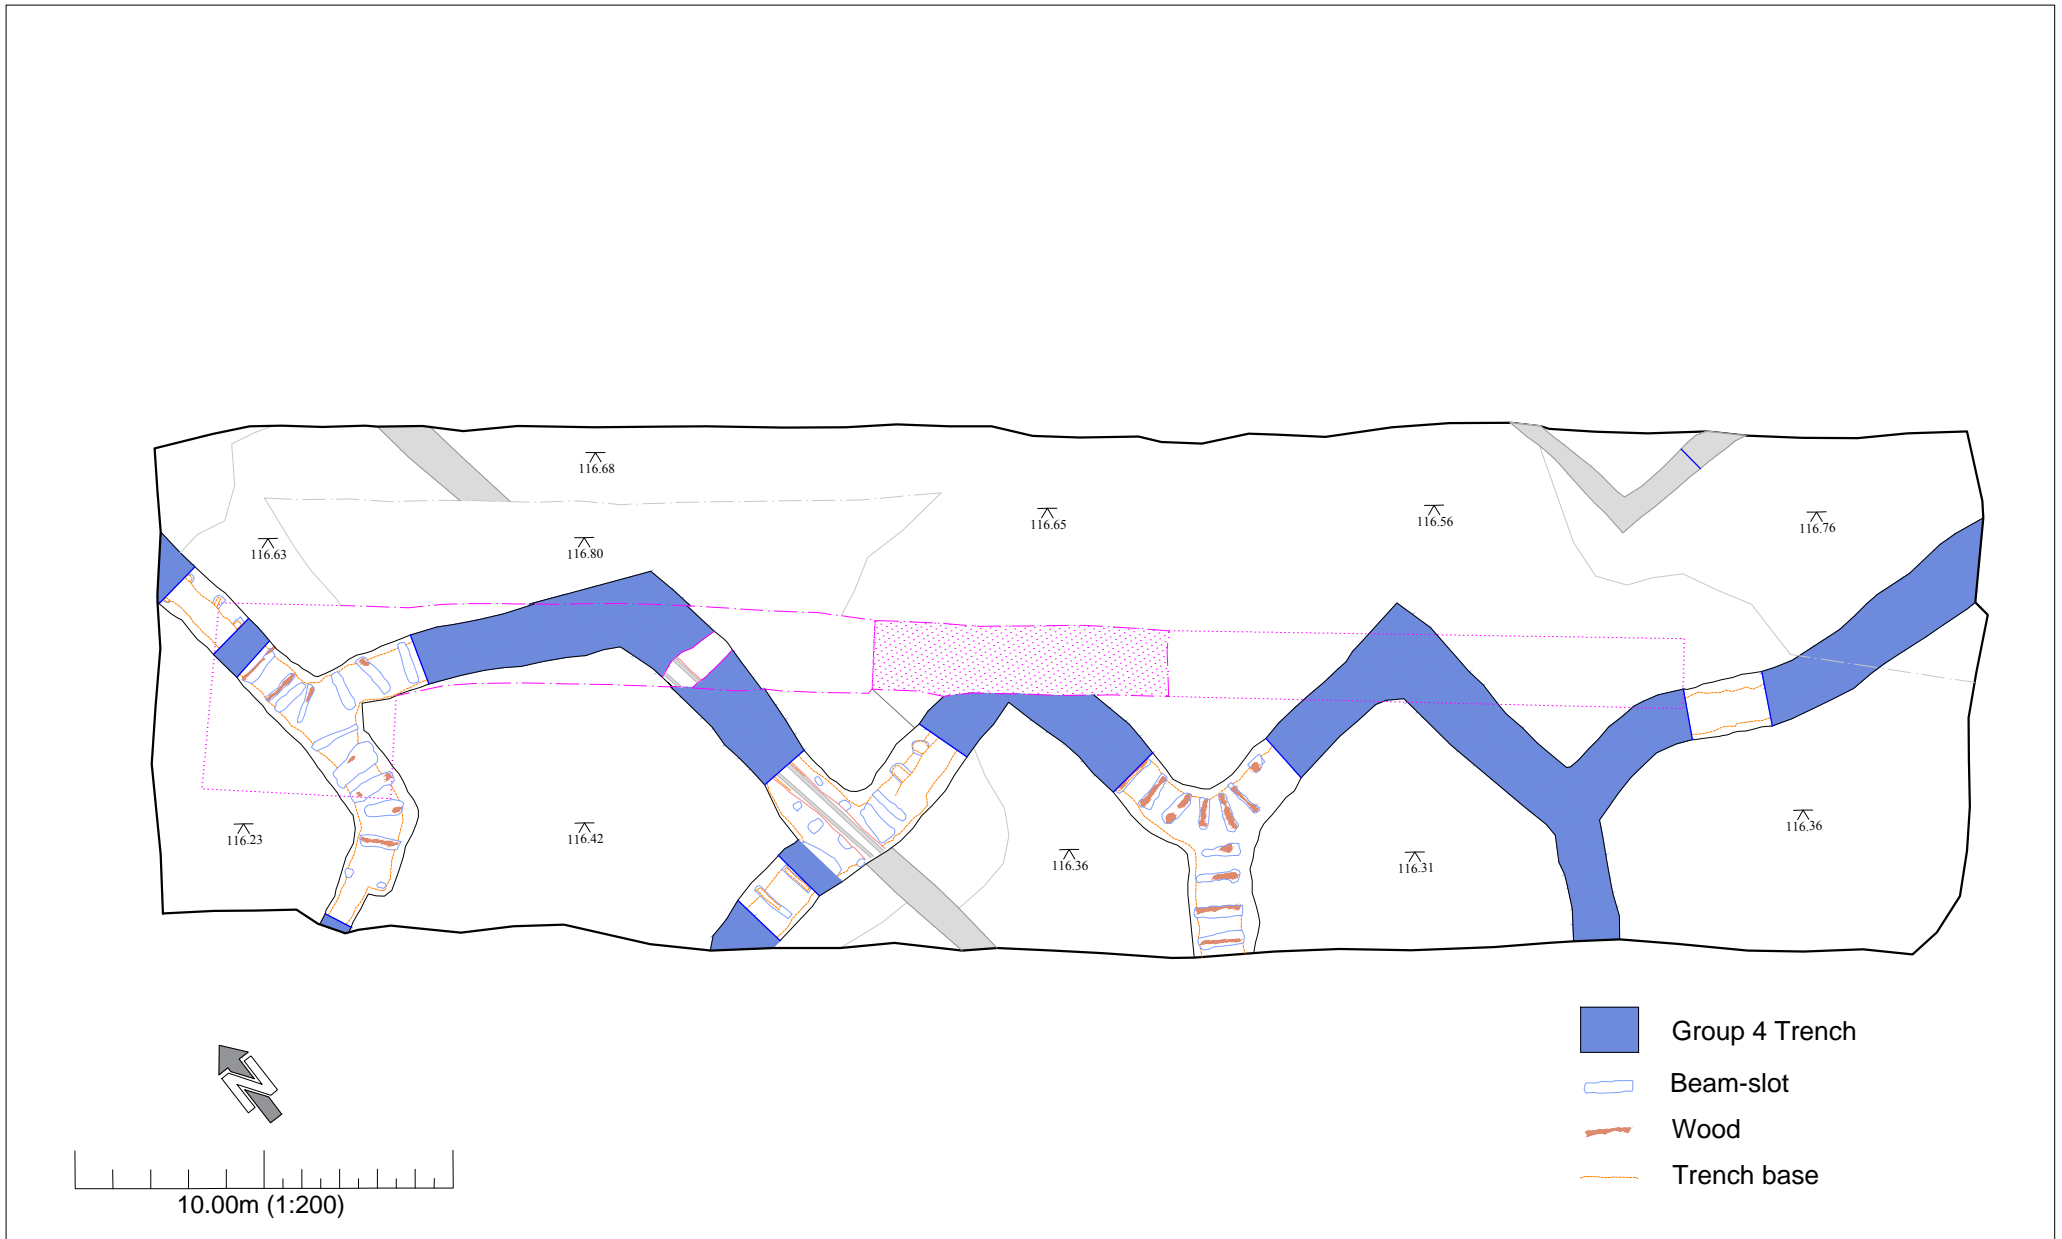 116.68
116.65
116.56
116.76
116.63
116.80
116.23
116.42
116.36
116.31
116.36
Group 4 Trench
Beam-slot
Wood
Trench base
N
10.00m (1:200)